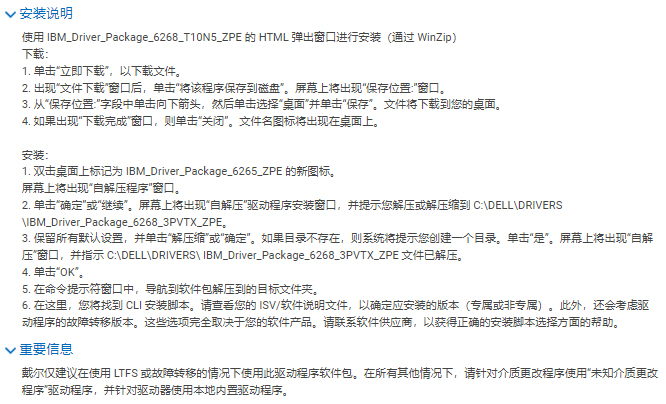 安装说明
使用 IBM_Driver_Package_6268_T10N5_ZPE 的 HTML 弹出窗口进行安装（通过 WinZip）
下载：
1. 单击“立即下载”，以下载文件。
2. 出现“文件下载”窗口后，单击“将该程序保存到磁盘”。屏幕上将出现“保存位置:”窗口。
3. 从“保存位置:”字段中单击向下箭头，然后单击选择“桌面”并单击“保存”。文件将下载到您的桌面。
4. 如果出现“下载完成”窗口，则单击“关闭”。文件名图标将出现在桌面上。
安装：
1. 双击桌面上标记为 IBM_Driver_Package_6265_ZPE 的新图标。
屏幕上将出现“自解压程序”窗口。
2. 单击“确定”或“继续”。屏幕上将出现“自解压”驱动程序安装窗口，并提示您解压或解压缩到 C:\DELL\DRIVERS
\IBM_Driver_Package_6268_3PVTX_ZPE。
3. 保留所有默认设置，并单击“解压缩”或“确定”。如果目录不存在，则系统将提示您创建一个目录。单击“是”。屏幕上将出现“自解
压”窗口，并指示 C:\DELL\DRIVERS\ IBM_Driver_Package_6268_3PVTX_ZPE 文件已解压。
4. 单击“OK”。
5. 在命令提示符窗口中，导航到软件包解压到的目标文件夹。
6. 在这里，您将找到 CLI 安装脚本。请查看您的 ISV/软件说明文件，以确定应安装的版本（专属或非专属）。此外，还会考虑驱
动程序的故障转移版本。这些选项完全取决于您的软件产品。请联系软件供应商，以获得正确的安装脚本选择方面的帮助。
重要信息
戴尔仅建议在使用 LTFS 或故障转移的情况下使用此驱动程序软件包。在所有其他情况下，请针对介质更改程序使用“未知介质更改
程序”驱动程序，并针对驱动器使用本地内置驱动程序。